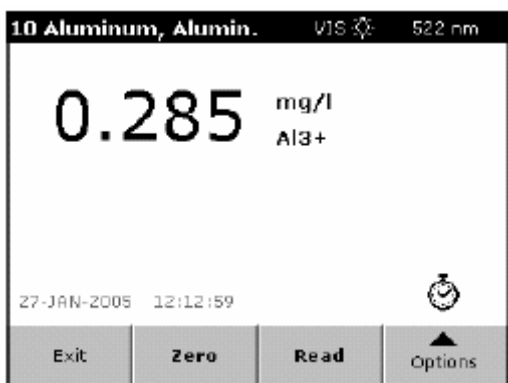 10 Aluminum, Alumin. VIS 522 nm
0.285 mg/l
Al3+
27-JAN-2005 12:12:59
Exit Zero Read Options